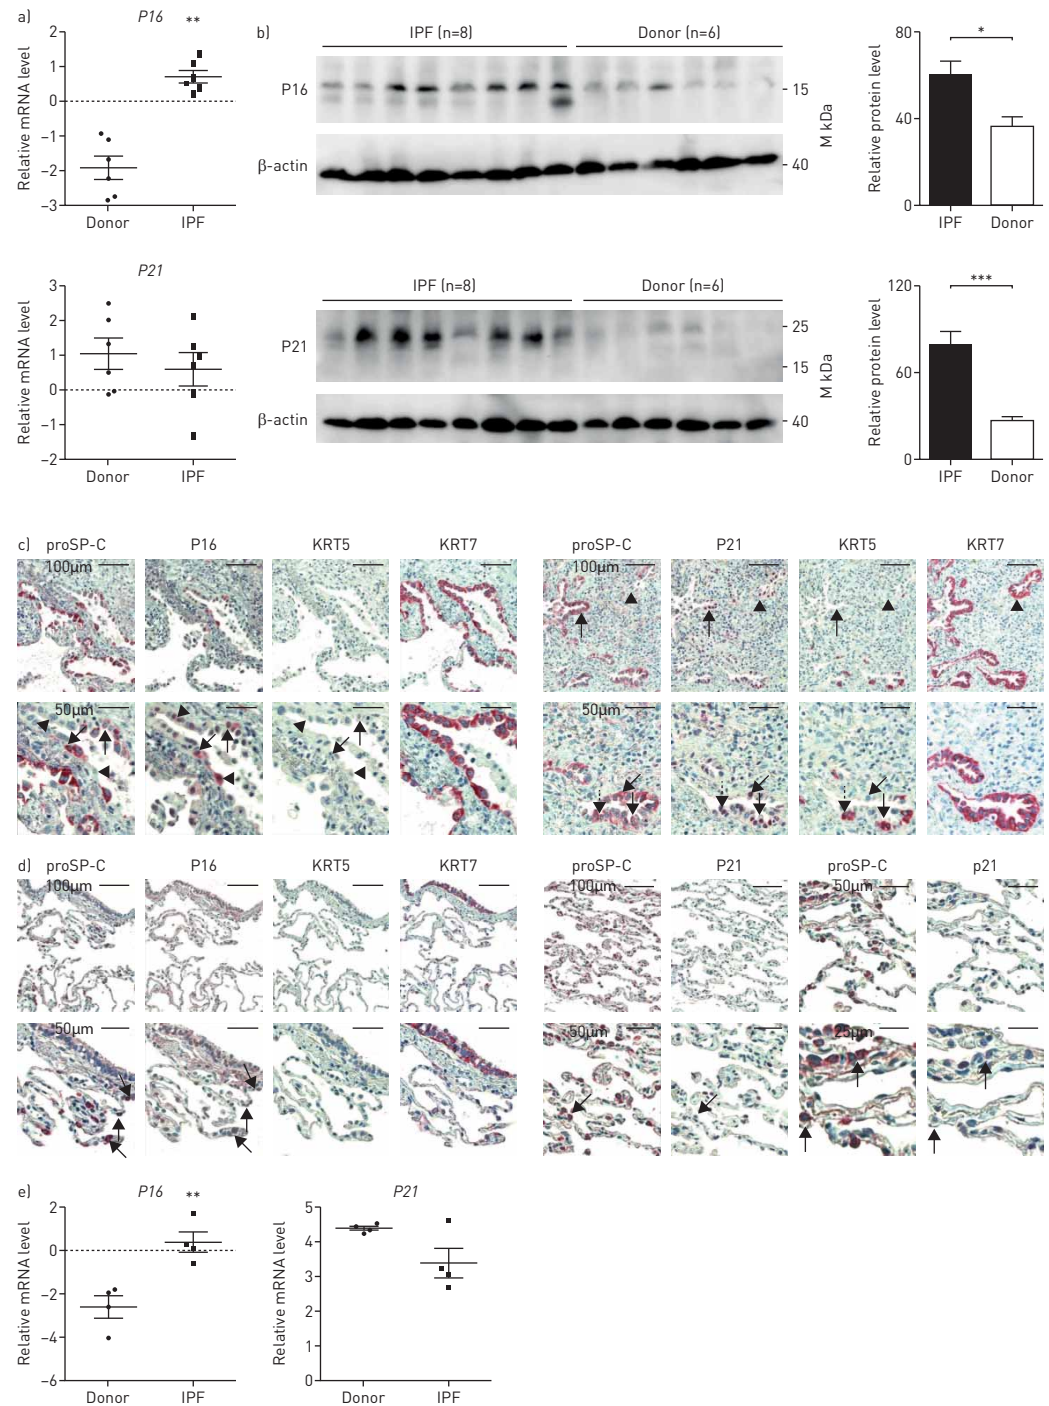 a)
P16
**
Relative mRNA level
2
1
0
−1
−2
−3
Donor IPF
b)
IPF (n=8) Donor (n=6)
P16
15
β-actin
40
M kDa
*
Relative protein level
80
40
0
IPF Donor
P21
Relative mRNA level
3
2
1
0
−1
−2
Donor IPF
IPF (n=8) Donor (n=6)
P21
25
15
β-actin
40
M kDa
***
Relative protein level
120
60
0
IPF Donor
c)
proSP-C P16 KRT5 KRT7 proSP-C P21 KRT5 KRT7
100µm 100µm
50µm 50µm
d)
proSP-C P16 KRT5 KRT7 proSP-C P21 proSP-C p21
100µm 100µm 50µm
50µm 50µm 25µm
e)
P16
**
Relative mRNA level
2
0
−2
−4
−6
Donor IPF
P21
Relative mRNA level
5
4
3
2
1
0
Donor IPF